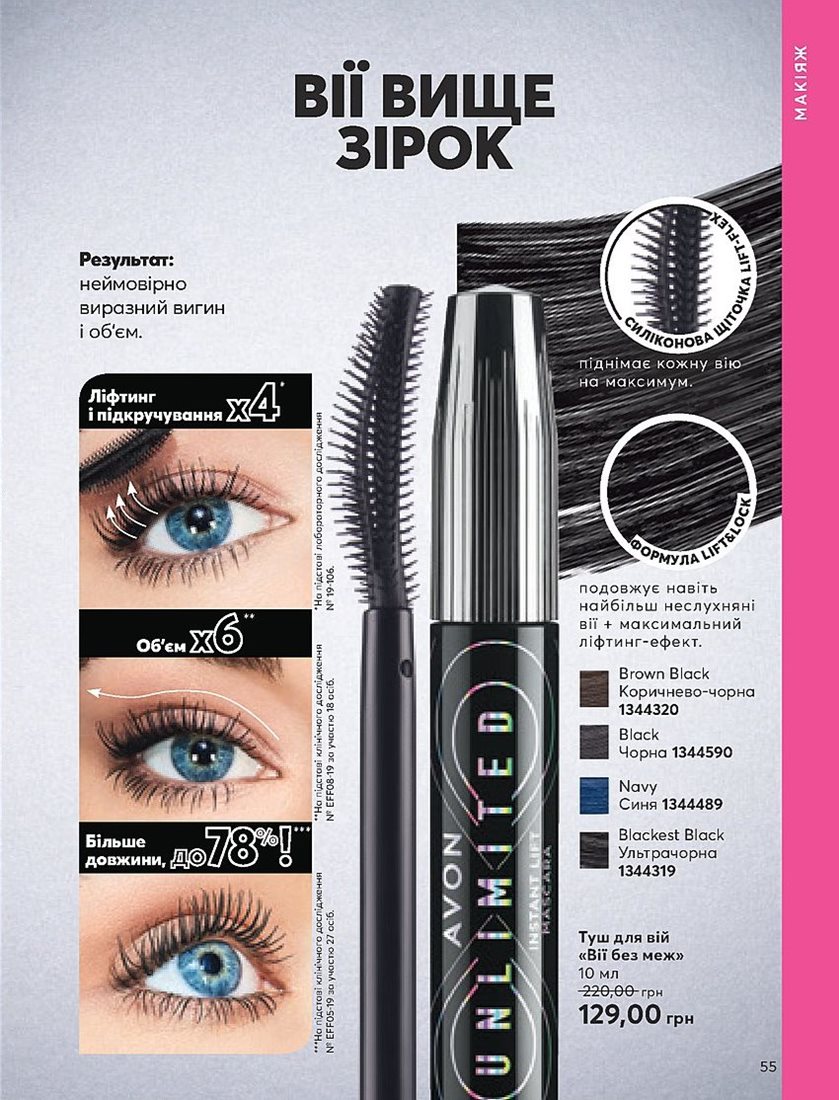 МАКІЯЖ
ВІЇ ВИЩЕ
ЗІРОК
Результат:
неймовірно
виразний вигин
і об'єм.
Ліфтинг
і підкручування х4*
*На підставі лабораторного дослідження
№ 19-106.
Об'єм х6**
**На підставі клінічного дослідження
№ EFF08-19 за участю 18 осіб.
Більше
довжини, до 78%!***
***На підставі клінічного дослідження
№ EFF05-19 за участю 27 осіб.
AVON
UNLIMITED
INSTANT LIFT
MASCARA
СИЛІКОНОВА ЩІТОЧКА LIFT-FLEX
піднімає кожну вію
на максимум.
ФОРМУЛА LIFT&LOCK
подовжує навіть
найбільш неслухняні
вії + максимальний
ліфтинг-ефект.
Brown Black
Коричнево-чорна
1344320
Black
Чорна 1344590
Navy
Синя 1344489
Blackest Black
Ультрачорна
1344319
Туш для вій
«Вії без меж»
10 мл
220,00 грн
129,00 грн
55